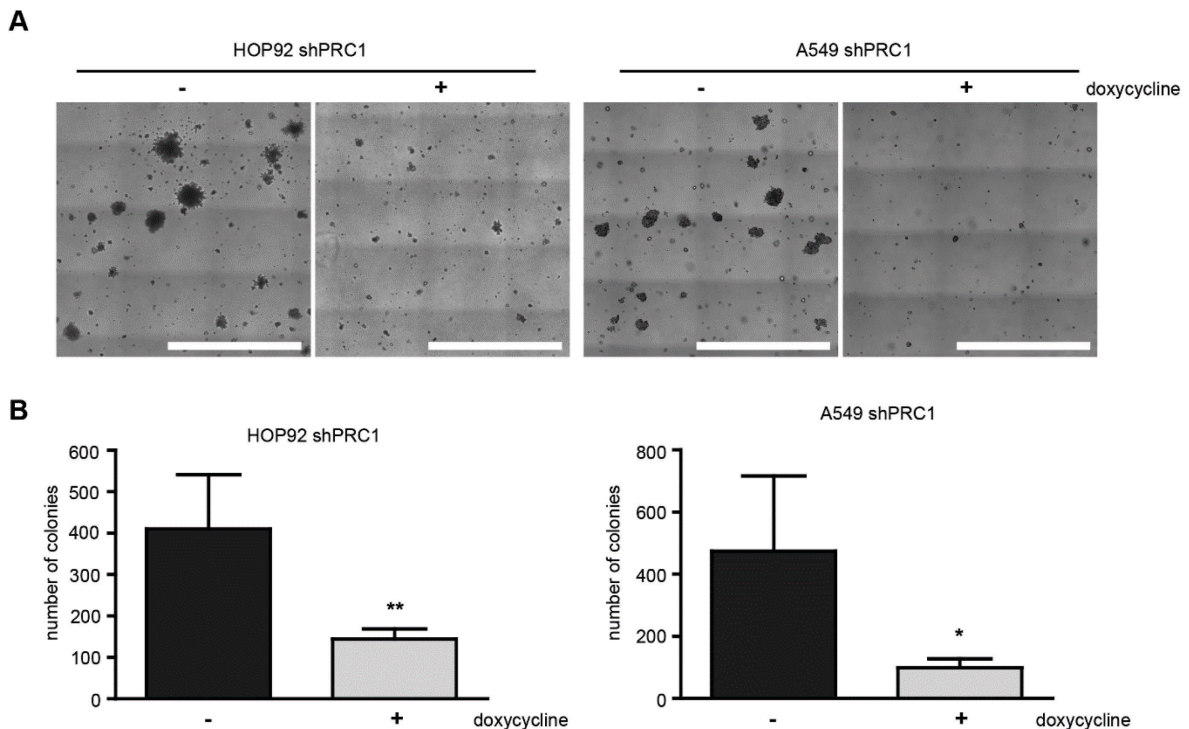 A
HOP92 shPRC1 A549 shPRC1
- + - + doxycycline
B
HOP92 shPRC1
600
500
400
300
200
100
0
number of colonies
**
- + doxycycline
A549 shPRC1
800
600
400
200
0
number of colonies
*
- + doxycycline